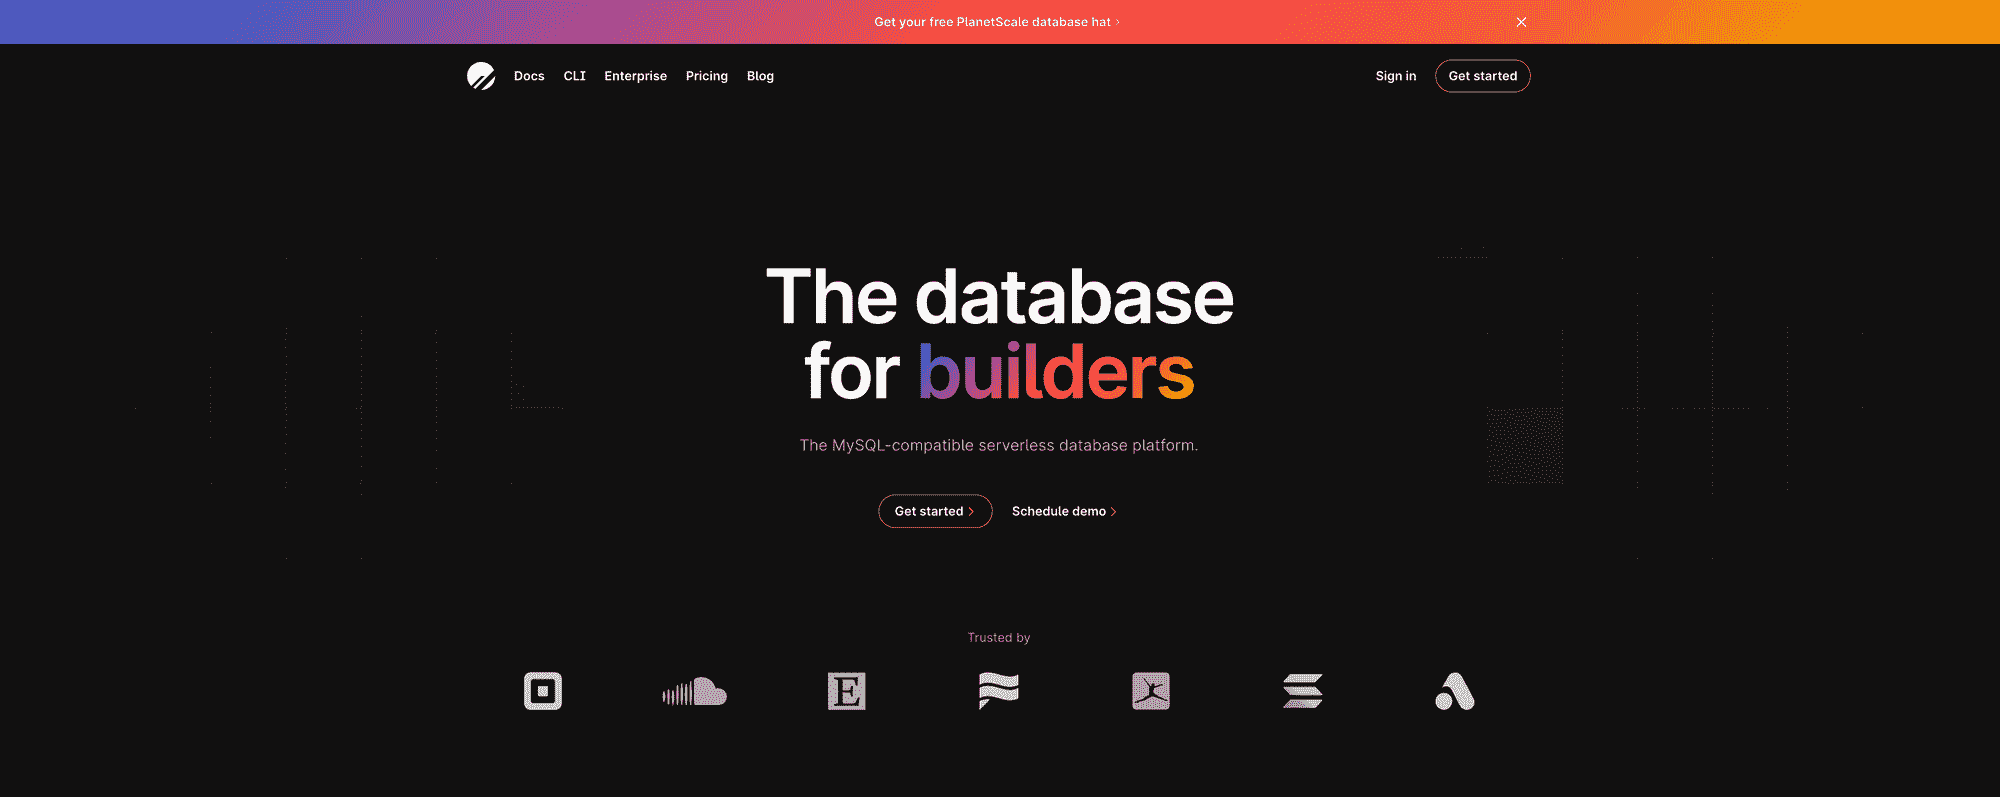 Get your free PlanetScale database hat ›
Docs CLI Enterprise Pricing Blog Sign in Get started
The database
for builders
The MySQL-compatible serverless database platform.
Get started Schedule demo
Trusted by
E